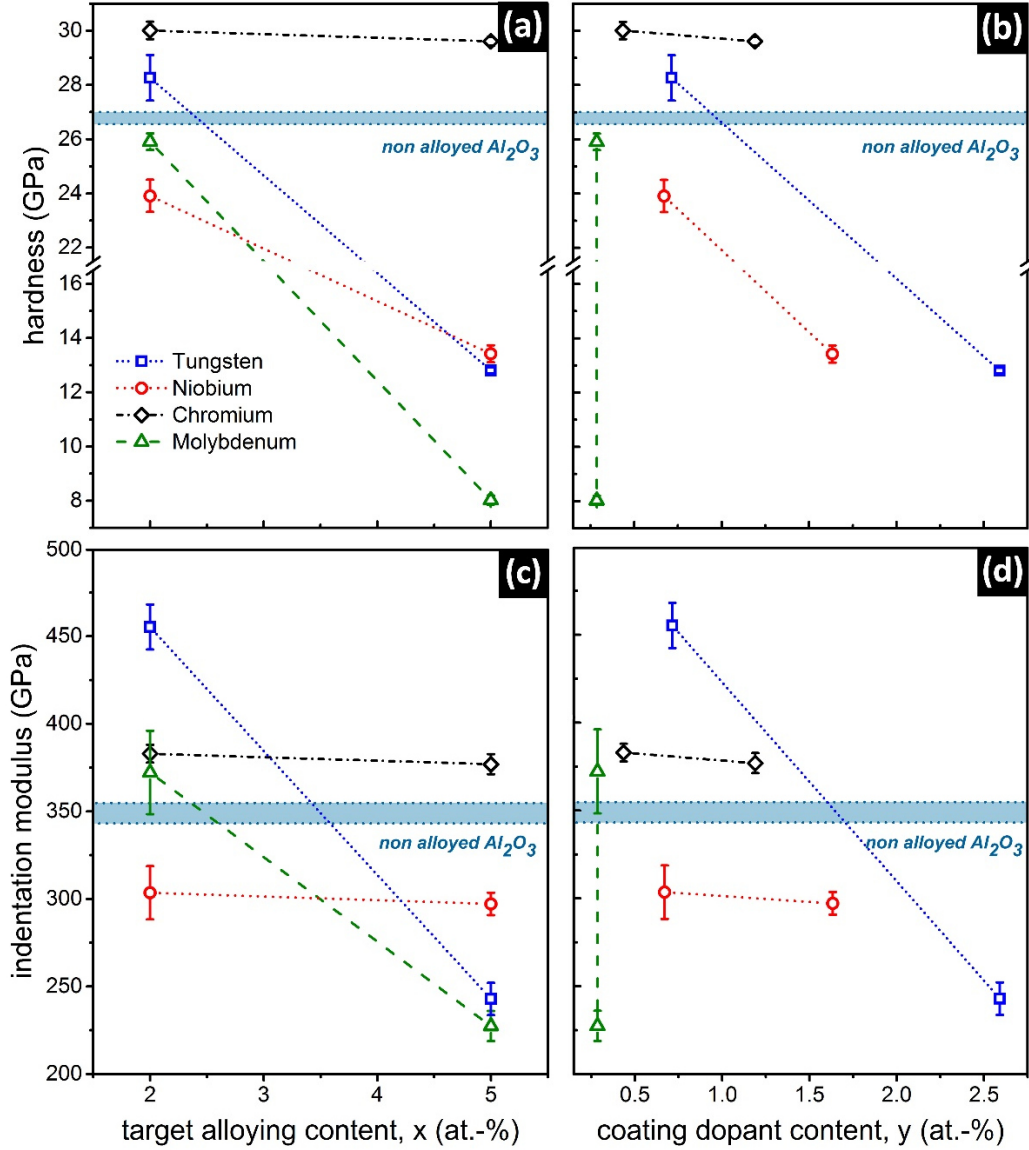 (a)
(b)
30
28
26
24
22
16
14
12
10
8
hardness (GPa)
non alloyed Al₂O₃
non alloyed Al₂O₃
Tungsten
Niobium
Chromium
Molybdenum
(c)
(d)
500
450
400
350
300
250
200
indentation modulus (GPa)
non alloyed Al₂O₃
non alloyed Al₂O₃
2 3 4 5
0.5 1.0 1.5 2.0 2.5
target alloying content, x (at.-%)
coating dopant content, y (at.-%)